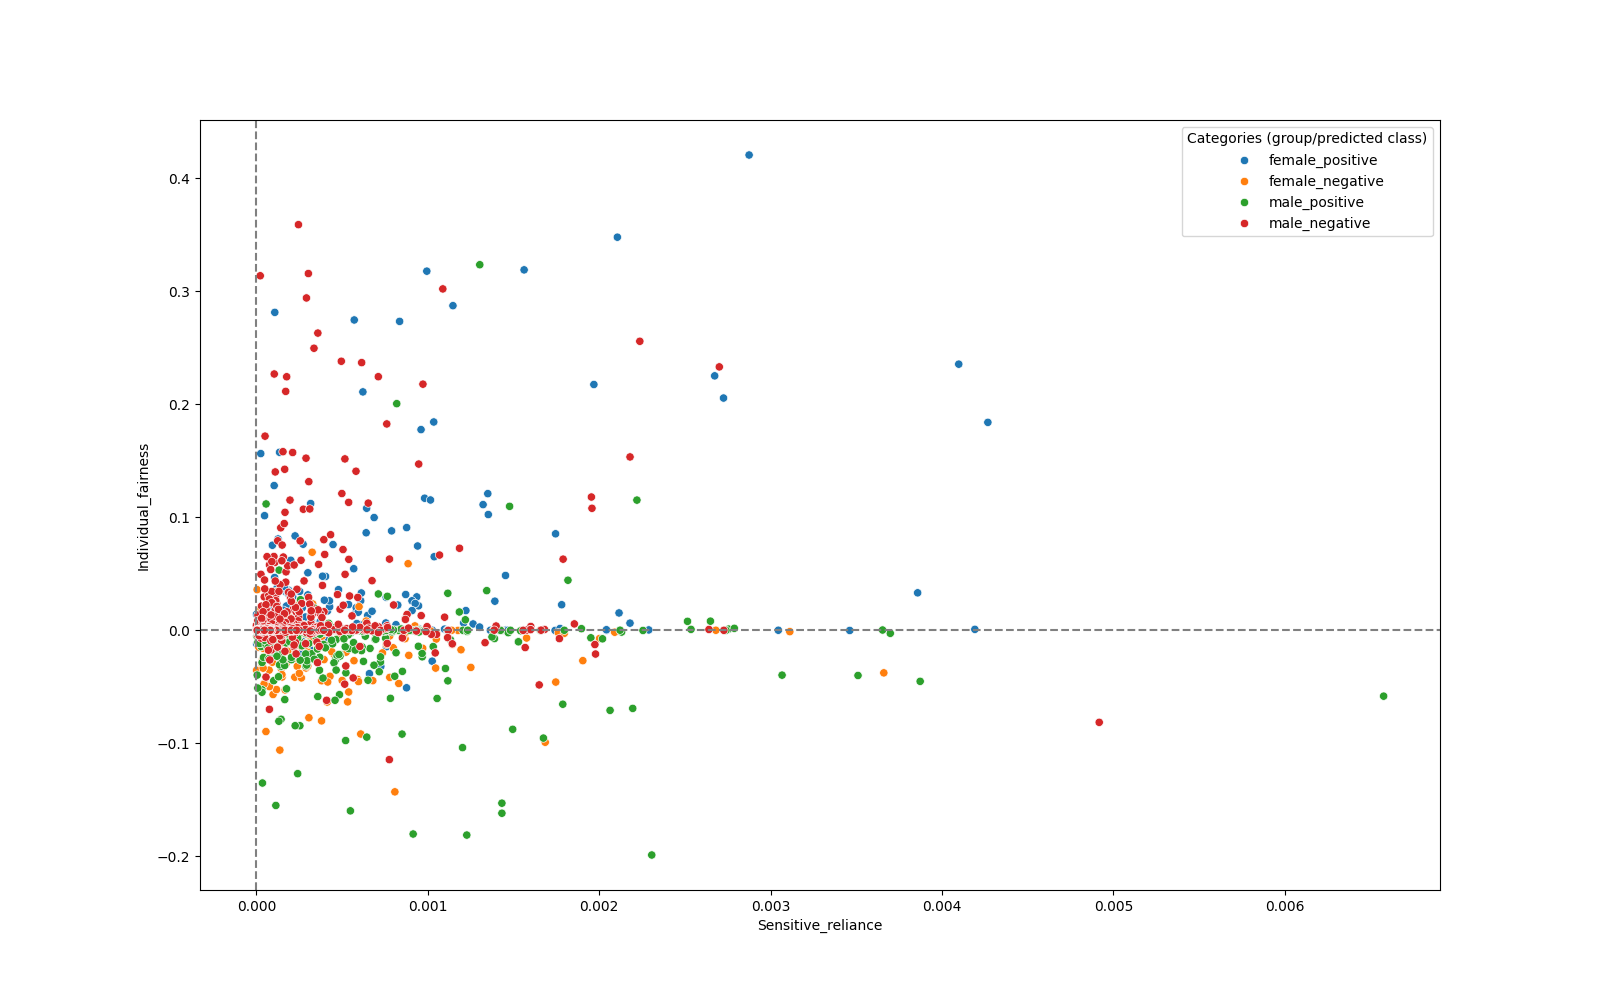 Categories (group/predicted class)
female_positive
female_negative
male_positive
male_negative
Individual_fairness
0.4
0.3
0.2
0.1
0.0
−0.1
−0.2
0.000 0.001 0.002 0.003 0.004 0.005 0.006
Sensitive_reliance